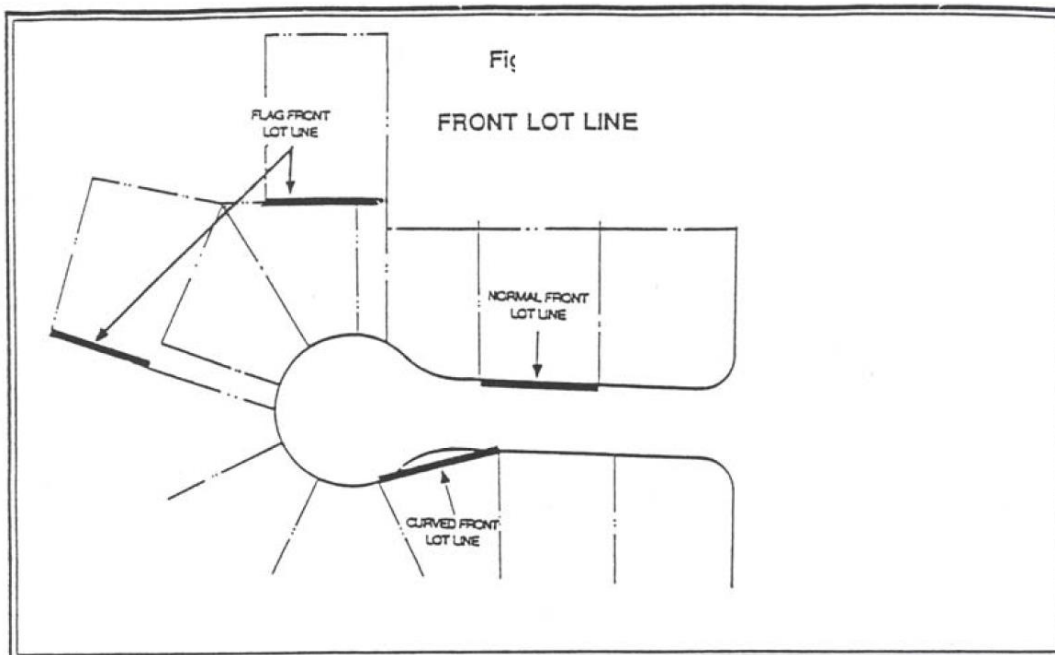 Fig
FRONT LOT LINE
FLAG FRONT
LOT LINE
NORMAL FRONT
LOT LINE
CURVED FRONT
LOT LINE